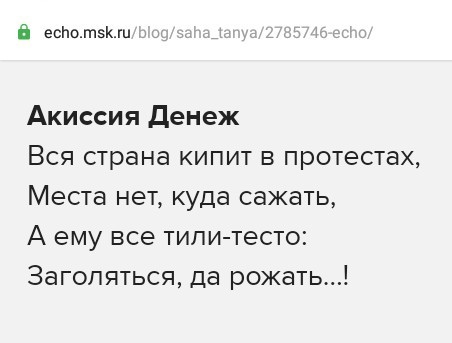 echo.msk.ru/blog/saha_tanya/2785746-echo/
Акиссия Денеж
Вся страна кипит в протестах,
Места нет, куда сажать,
А ему все тили-тесто:
Заголяться, да рожать...!